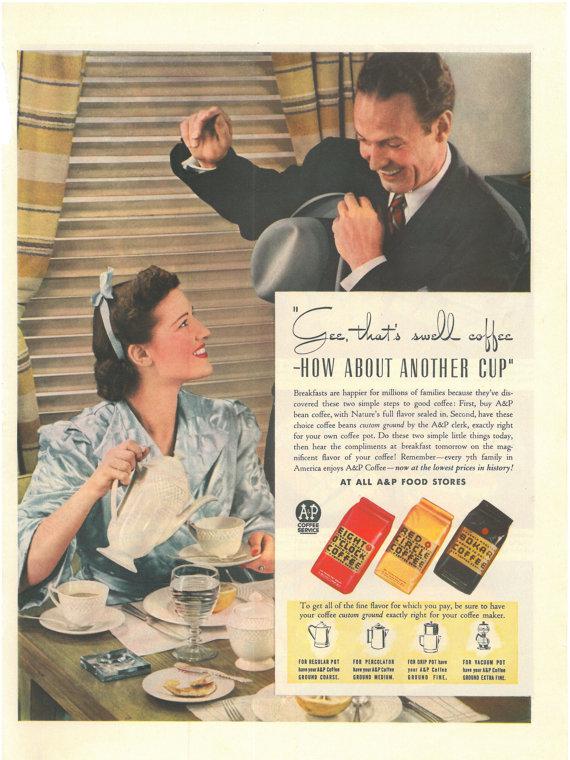 "Gee, that's swell coffee
-HOW ABOUT ANOTHER CUP"
Breakfasts are happier for millions of families because they've dis-
covered these two simple steps to good coffee: First, buy A&P
bean coffee, with Nature's full flavor sealed in. Second, have these
choice coffee beans custom ground by the A&P clerk, exactly right
for your own coffee pot. Do these two simple little things today,
then hear the compliments at breakfast tomorrow on the mag-
nificent flavor of your coffee! Remember—every 7th family in
America enjoys A&P Coffee—now at the lowest prices in history!
AT ALL A&P FOOD STORES
A&P
COFFEE
SERVICE
EIGHT
O'CLOCK
COFFEE
RED
CIRCLE
COFFEE
BOKAR
COFFEE
To get all of the fine flavor for which you pay, be sure to have
your coffee custom ground exactly right for your coffee maker.
FOR REGULAR POT
have your A&P Coffee
GROUND COARSE.
FOR PERCOLATOR
have your A&P Coffee
GROUND MEDIUM.
FOR DRIP POT have
your A&P Coffee
GROUND FINE.
FOR VACUUM POT
have your A&P Coffee
GROUND EXTRA FINE.